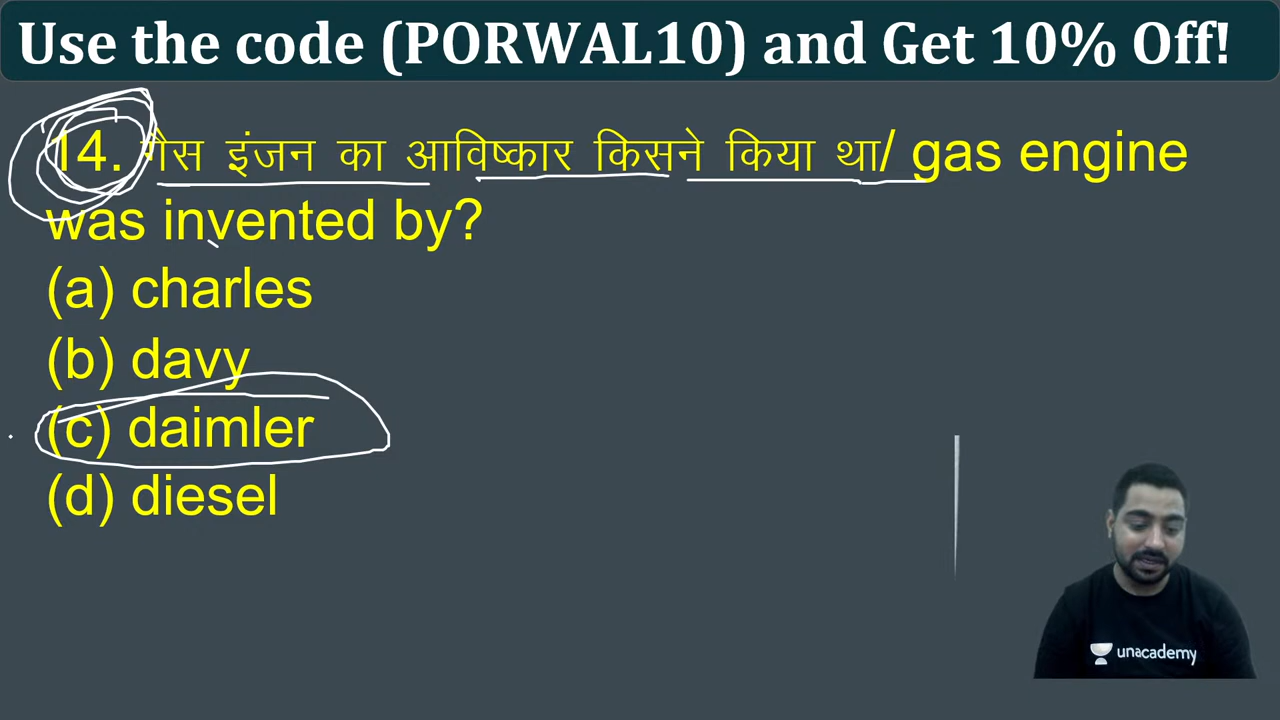 Use the code (PORWAL10) and Get 10% Off!
14. गैस इंजन का आविष्कार किसने किया था/ gas engine
was invented by?
(a) charles
(b) davy
(c) daimler
(d) diesel
unacademy